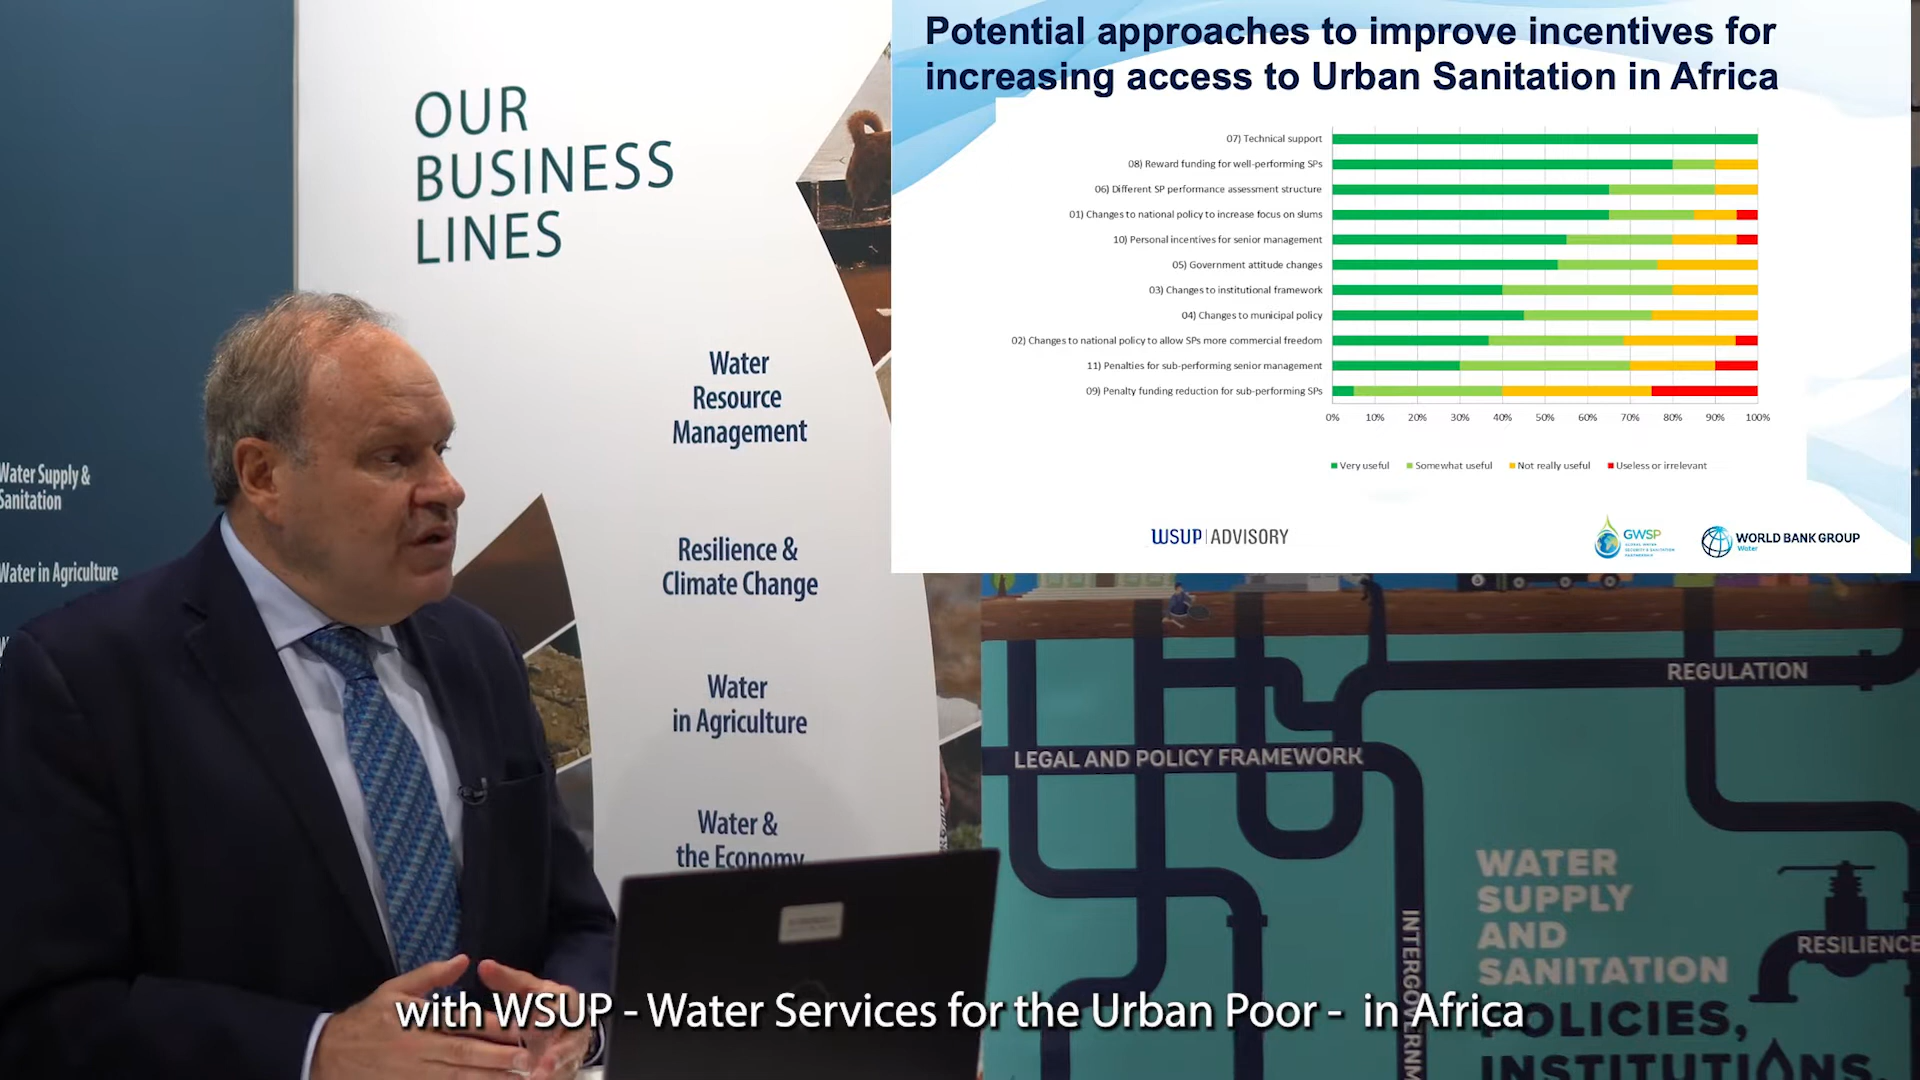 OUR
BUSINESS
LINES
Water
Resource
Management
Resilience &
Climate Change
Water
in Agriculture
Water &
the Economy
Water Supply &
Sanitation
Water in Agriculture
Potential approaches to improve incentives for
increasing access to Urban Sanitation in Africa
07) Technical support
08) Reward funding for well-performing SPs
06) Different SP performance assessment structure
01) Changes to national policy to increase focus on slums
10) Personal incentives for senior management
05) Government attitude changes
03) Changes to institutional framework
04) Changes to municipal policy
02) Changes to national policy to allow SPs more commercial freedom
11) Penalties for sub-performing senior management
09) Penalty funding reduction for sub-performing SPs
0% 10% 20% 30% 40% 50% 60% 70% 80% 90% 100%
Very useful Somewhat useful Not really useful Useless or irrelevant
WSUP | ADVISORY
GWSP
GLOBAL WATER
SECURITY & SANITATION
PARTNERSHIP
WORLD BANK GROUP
Water
REGULATION
LEGAL AND POLICY FRAMEWORK
INTERGOVERNM
WATER
SUPPLY
AND
SANITATION
POLICIES,
INSTITUTIONS,
RESILIENCE
with WSUP - Water Services for the Urban Poor - in Africa